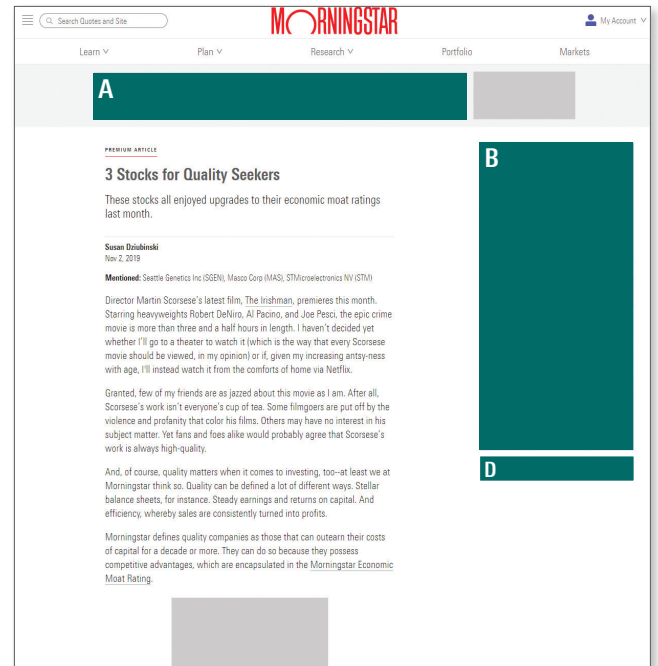 Search Quotes and Site
MORNINGSTAR
My Account
Learn
Plan
Research
Portfolio
Markets
A
PREMIUM ARTICLE
3 Stocks for Quality Seekers
These stocks all enjoyed upgrades to their economic moat ratings
last month.
Susan Dziubinski
Nov 2, 2019
Mentioned: Seattle Genetics Inc (SGEN), Masco Corp (MAS), STMicroelectronics NV (STM)
Director Martin Scorsese's latest film, The Irishman, premieres this month.
Starring heavyweights Robert DeNiro, Al Pacino, and Joe Pesci, the epic crime
movie is more than three and a half hours in length. I haven't decided yet
whether I'll go to a theater to watch it (which is the way that every Scorsese
movie should be viewed, in my opinion) or if, given my increasing antsy-ness
with age, I'll instead watch it from the comforts of home via Netflix.
Granted, few of my friends are as jazzed about this movie as I am. After all,
Scorsese's work isn't everyone's cup of tea. Some filmgoers are put off by the
violence and profanity that color his films. Others may have no interest in his
subject matter. Yet fans and foes alike would probably agree that Scorsese's
work is always high-quality.
And, of course, quality matters when it comes to investing, too--at least we at
Morningstar think so. Quality can be defined a lot of different ways. Stellar
balance sheets, for instance. Steady earnings and returns on capital. And
efficiency, whereby sales are consistently turned into profits.
Morningstar defines quality companies as those that can outearn their costs
of capital for a decade or more. They can do so because they possess
competitive advantages, which are encapsulated in the Morningstar Economic
Moat Rating.
B
D